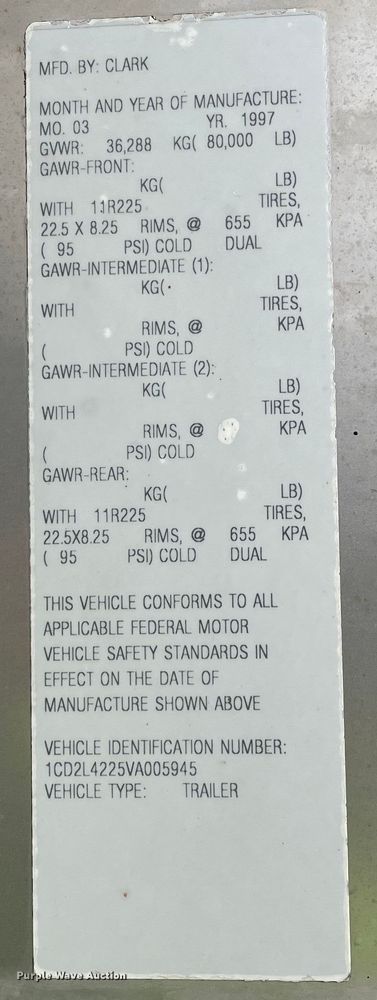 MFD. BY: CLARK
MONTH AND YEAR OF MANUFACTURE:
MO. 03 YR. 1997
GVWR: 36,288 KG( 80,000 LB)
GAWR-FRONT:
KG( LB)
WITH 11R225 TIRES,
22.5 X 8.25 RIMS, @ 655 KPA
( 95 PSI) COLD DUAL
GAWR-INTERMEDIATE (1):
KG( LB)
WITH TIRES,
RIMS, @ KPA
( PSI) COLD
GAWR-INTERMEDIATE (2):
KG( LB)
WITH TIRES,
RIMS, @ KPA
( PSI) COLD
GAWR-REAR:
KG( LB)
WITH 11R225 TIRES,
22.5X8.25 RIMS, @ 655 KPA
( 95 PSI) COLD DUAL
THIS VEHICLE CONFORMS TO ALL
APPLICABLE FEDERAL MOTOR
VEHICLE SAFETY STANDARDS IN
EFFECT ON THE DATE OF
MANUFACTURE SHOWN ABOVE
VEHICLE IDENTIFICATION NUMBER:
1CD2L4225VA005945
VEHICLE TYPE: TRAILER
Purple Wave Auction